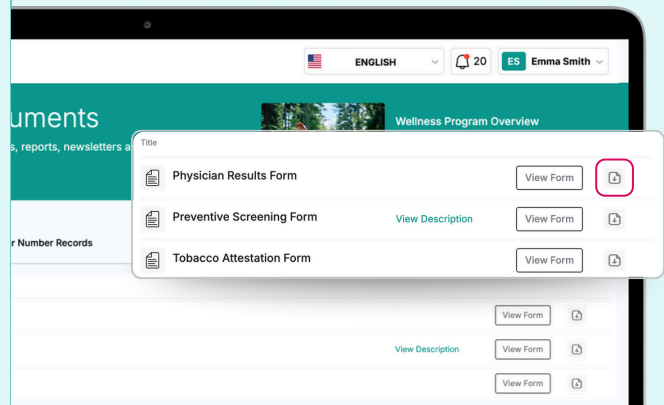 ENGLISH
20
ES Emma Smith
uments
s, reports, newsletters a
Wellness Program Overview
Title
Physician Results Form
View Form
Preventive Screening Form
View Description
View Form
Tobacco Attestation Form
View Form
r Number Records
View Form
View Description
View Form
View Form